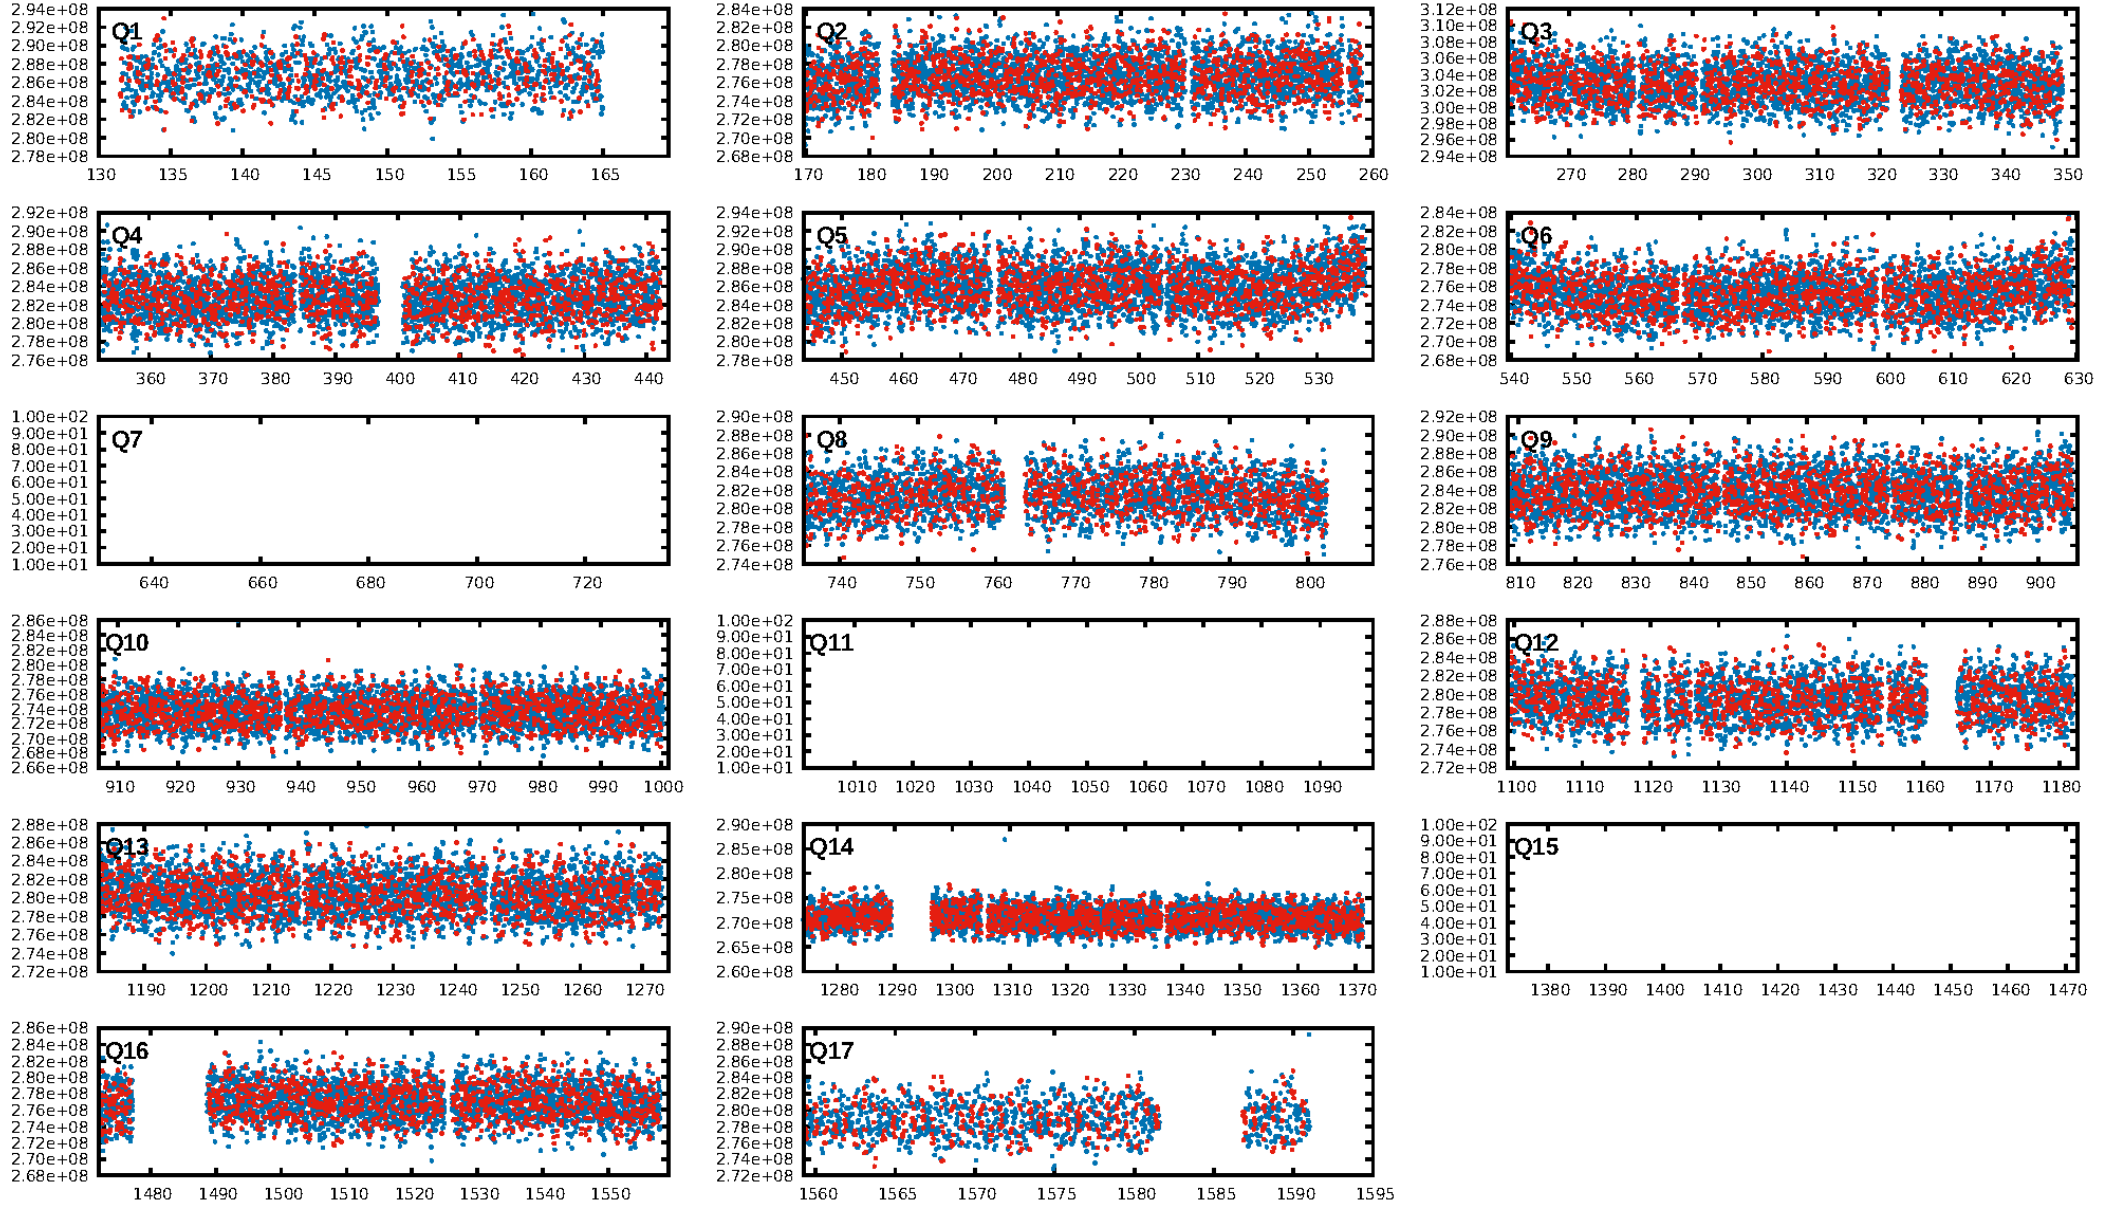 2.94e+08
2.92e+08
2.90e+08
2.88e+08
2.86e+08
2.84e+08
2.82e+08
2.80e+08
2.78e+08
Q1
130 135 140 145 150 155 160 165
2.84e+08
2.82e+08
2.80e+08
2.78e+08
2.76e+08
2.74e+08
2.72e+08
2.70e+08
2.68e+08
Q2
170 180 190 200 210 220 230 240 250 260
3.12e+08
3.10e+08
3.08e+08
3.06e+08
3.04e+08
3.02e+08
3.00e+08
2.98e+08
2.96e+08
2.94e+08
Q3
270 280 290 300 310 320 330 340 350
2.92e+08
2.90e+08
2.88e+08
2.86e+08
2.84e+08
2.82e+08
2.80e+08
2.78e+08
2.76e+08
Q4
360 370 380 390 400 410 420 430 440
2.94e+08
2.92e+08
2.90e+08
2.88e+08
2.86e+08
2.84e+08
2.82e+08
2.80e+08
2.78e+08
Q5
450 460 470 480 490 500 510 520 530
2.84e+08
2.82e+08
2.80e+08
2.78e+08
2.76e+08
2.74e+08
2.72e+08
2.70e+08
2.68e+08
Q6
540 550 560 570 580 590 600 610 620 630
1.00e+02
9.00e+01
8.00e+01
7.00e+01
6.00e+01
5.00e+01
4.00e+01
3.00e+01
2.00e+01
1.00e+01
Q7
640 660 680 700 720
2.90e+08
2.88e+08
2.86e+08
2.84e+08
2.82e+08
2.80e+08
2.78e+08
2.76e+08
2.74e+08
Q8
740 750 760 770 780 790 800
2.92e+08
2.90e+08
2.88e+08
2.86e+08
2.84e+08
2.82e+08
2.80e+08
2.78e+08
2.76e+08
Q9
810 820 830 840 850 860 870 880 890 900
2.86e+08
2.84e+08
2.82e+08
2.80e+08
2.78e+08
2.76e+08
2.74e+08
2.72e+08
2.70e+08
2.68e+08
2.66e+08
Q10
910 920 930 940 950 960 970 980 990 1000
1.00e+02
9.00e+01
8.00e+01
7.00e+01
6.00e+01
5.00e+01
4.00e+01
3.00e+01
2.00e+01
1.00e+01
Q11
1010 1020 1030 1040 1050 1060 1070 1080 1090
2.88e+08
2.86e+08
2.84e+08
2.82e+08
2.80e+08
2.78e+08
2.76e+08
2.74e+08
2.72e+08
Q12
1100 1110 1120 1130 1140 1150 1160 1170 1180
2.88e+08
2.86e+08
2.84e+08
2.82e+08
2.80e+08
2.78e+08
2.76e+08
2.74e+08
2.72e+08
Q13
1190 1200 1210 1220 1230 1240 1250 1260 1270
2.90e+08
2.85e+08
2.80e+08
2.75e+08
2.70e+08
2.65e+08
2.60e+08
Q14
1280 1290 1300 1310 1320 1330 1340 1350 1360 1370
1.00e+02
9.00e+01
8.00e+01
7.00e+01
6.00e+01
5.00e+01
4.00e+01
3.00e+01
2.00e+01
1.00e+01
Q15
1380 1390 1400 1410 1420 1430 1440 1450 1460 1470
2.86e+08
2.84e+08
2.82e+08
2.80e+08
2.78e+08
2.76e+08
2.74e+08
2.72e+08
2.70e+08
2.68e+08
Q16
1480 1490 1500 1510 1520 1530 1540 1550
2.90e+08
2.88e+08
2.86e+08
2.84e+08
2.82e+08
2.80e+08
2.78e+08
2.76e+08
2.74e+08
2.72e+08
Q17
1560 1565 1570 1575 1580 1585 1590 1595